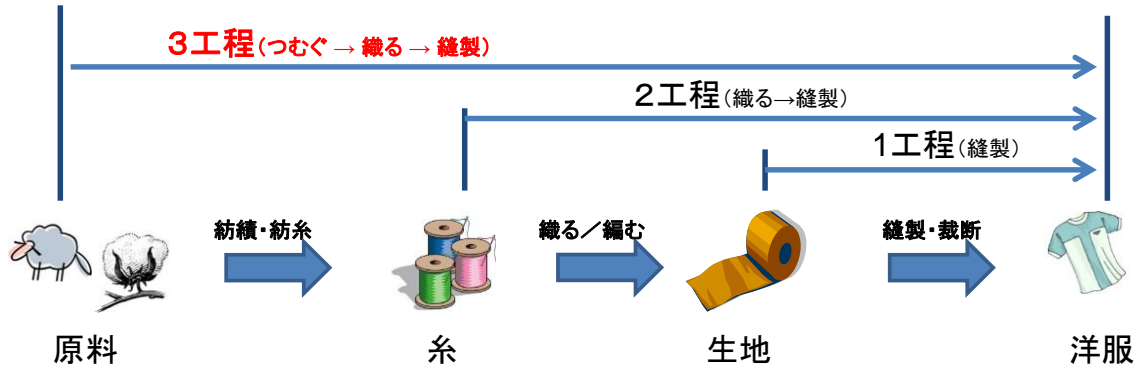 3工程(つむぐ → 織る → 縫製)
2工程(織る→縫製)
1工程(縫製)
紡績・紡糸
織る／編む
縫製・裁断
原料
糸
生地
洋服